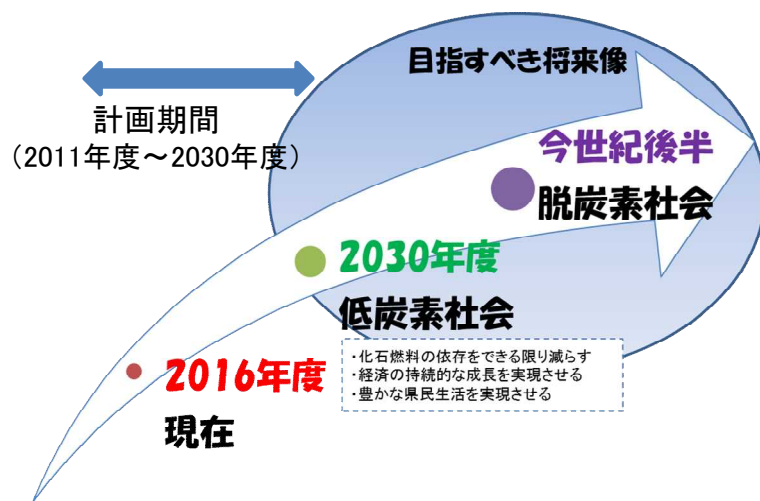 目指すべき将来像
計画期間
（2011年度～2030年度）
今世紀後半
脱炭素社会
2030年度
低炭素社会
・化石燃料の依存をできる限り減らす
・経済の持続的な成長を実現させる
・豊かな県民生活を実現させる
2016年度
現在